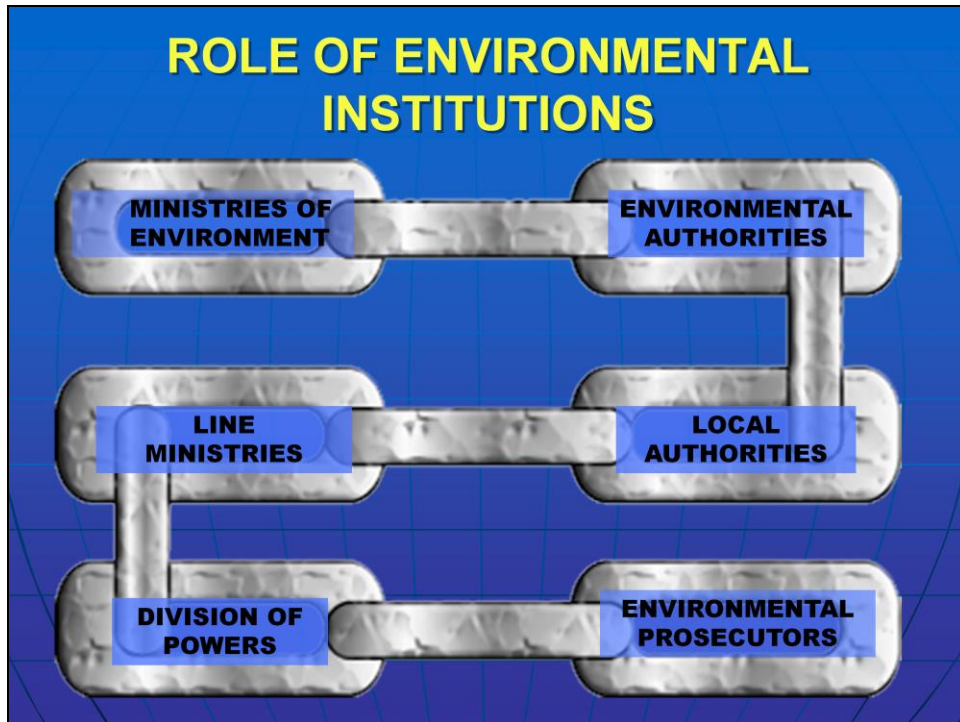 ROLE OF ENVIRONMENTAL
INSTITUTIONS
MINISTRIES OF
ENVIRONMENT
ENVIRONMENTAL
AUTHORITIES
LINE
MINISTRIES
LOCAL
AUTHORITIES
DIVISION OF
POWERS
ENVIRONMENTAL
PROSECUTORS